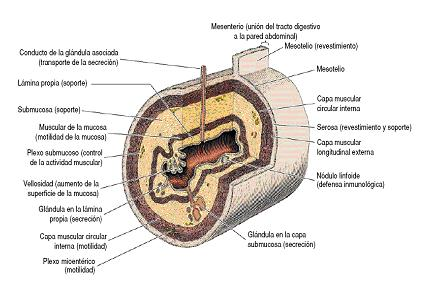 Mesenterio (unión del tracto digestivo
a la pared abdominal)
Mesotelio (revestimiento)
Mesotelio
Capa muscular
circular interna
Serosa (revestimiento y soporte)
Capa muscular
longitudinal externa
Nódulo linfoide
(defensa inmunológica)
Glándula en la capa
submucosa (secreción)
Conducto de la glándula asociada
(transporte de la secreción)
Lámina propia (soporte)
Submucosa (soporte)
Muscular de la mucosa
(motilidad de la mucosa)
Plexo submucoso (control
de la actividad muscular)
Vellosidad (aumento de la
superficie de la mucosa)
Glándula en la lámina
propia (secreción)
Capa muscular circular
interna (motilidad)
Plexo micentérico
(motilidad)